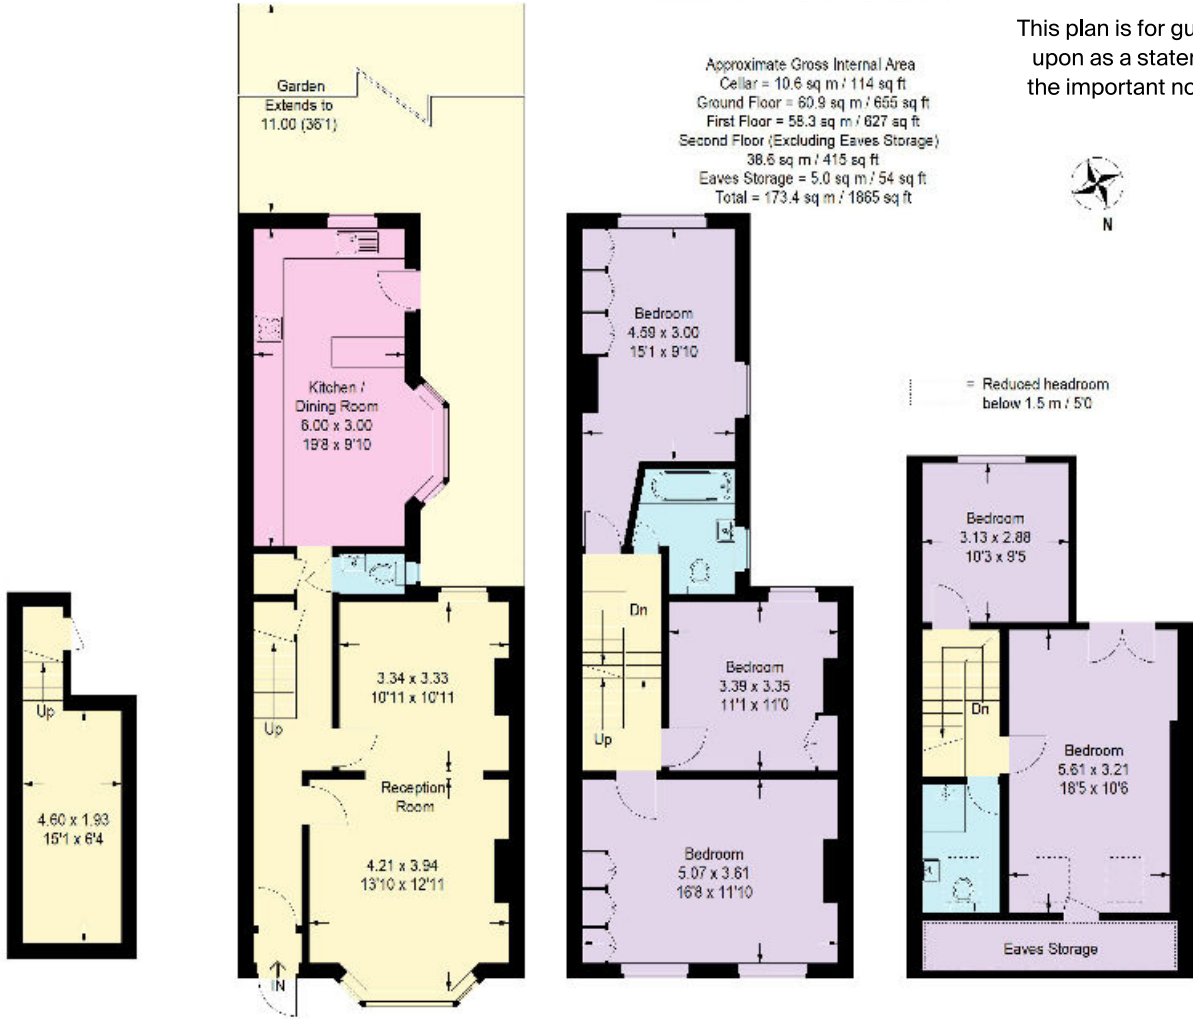 This plan is for gu
upon as a stater
the important no
Approximate Gross Internal Area
Cellar = 10.6 sq m / 114 sq ft
Ground Floor = 60.9 sq m / 655 sq ft
First Floor = 58.3 sq m / 627 sq ft
Second Floor (Excluding Eaves Storage)
38.6 sq m / 415 sq ft
Eaves Storage = 5.0 sq m / 54 sq ft
Total = 173.4 sq m / 1865 sq ft
N
= Reduced headroom
below 1.5 m / 5'0
Up
4.60 x 1.93
15'1 x 6'4
Garden
Extends to
11.00 (36'1)
Kitchen /
Dining Room
6.00 x 3.00
19'8 x 9'10
Up
3.34 x 3.33
10'11 x 10'11
Reception
Room
4.21 x 3.94
13'10 x 12'11
IN
Bedroom
4.59 x 3.00
15'1 x 9'10
Dn
Up
Bedroom
3.39 x 3.35
11'1 x 11'0
Bedroom
5.07 x 3.61
16'8 x 11'10
Bedroom
3.13 x 2.88
10'3 x 9'5
Dn
Bedroom
5.61 x 3.21
18'5 x 10'6
Eaves Storage